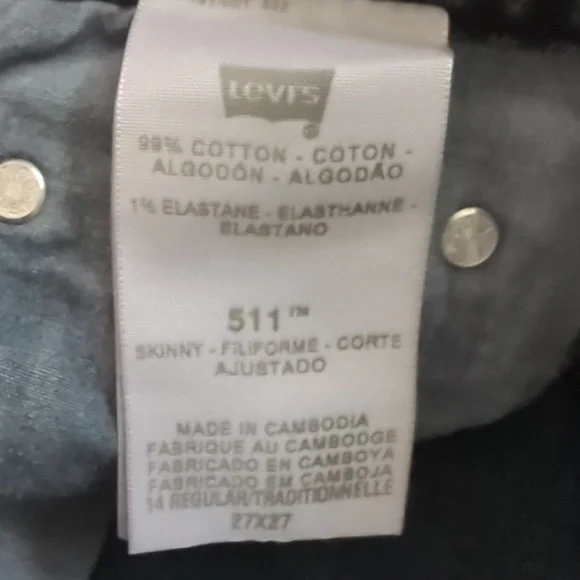 Levi's
®
99% COTTON - COTON -
ALGODÓN - ALGODÃO
1% ELASTANE - ELASTHANNE -
ELASTANO
511™
SKINNY - FILIFORME - CORTE
AJUSTADO
MADE IN CAMBODIA
FABRIQUE AU CAMBODGE
FABRICADO EN CAMBOYA
FABRICADO EM CAMBOJA
14 REGULAR/TRADITIONNELLE
27X27